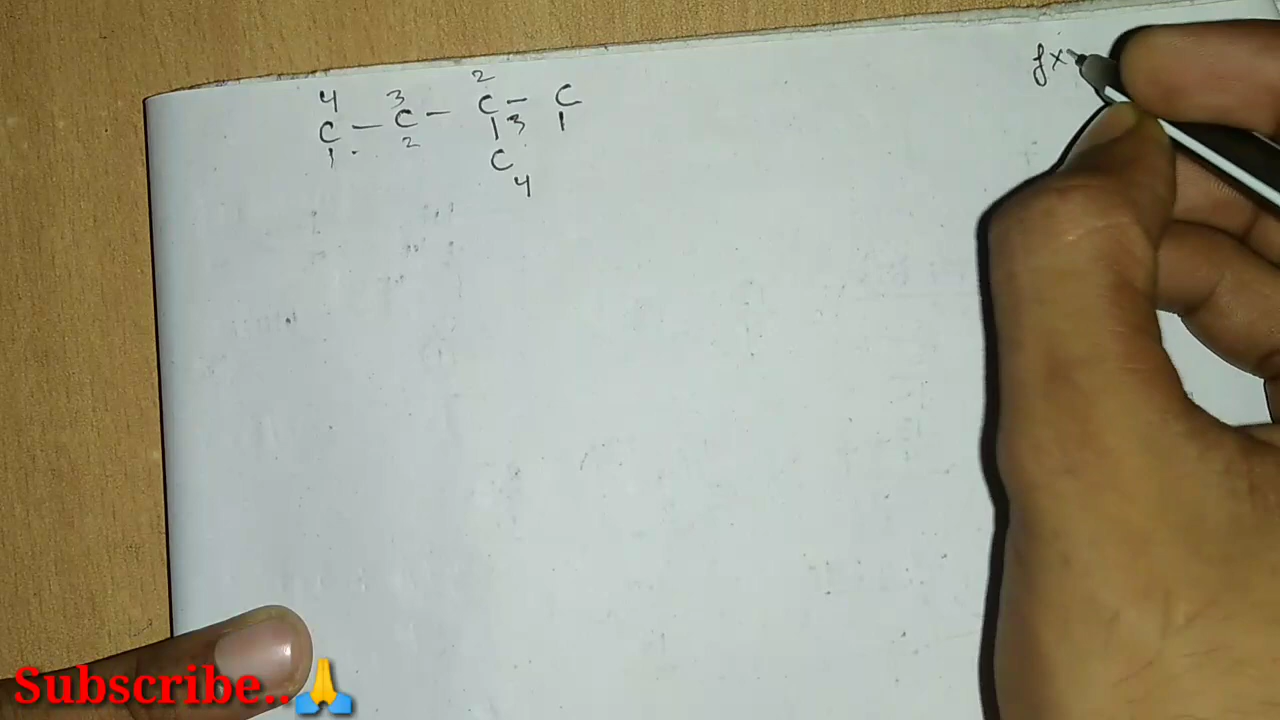 4 3 2
C — C — C — C
1 2 3 1
C
4
Subscribe..🙏